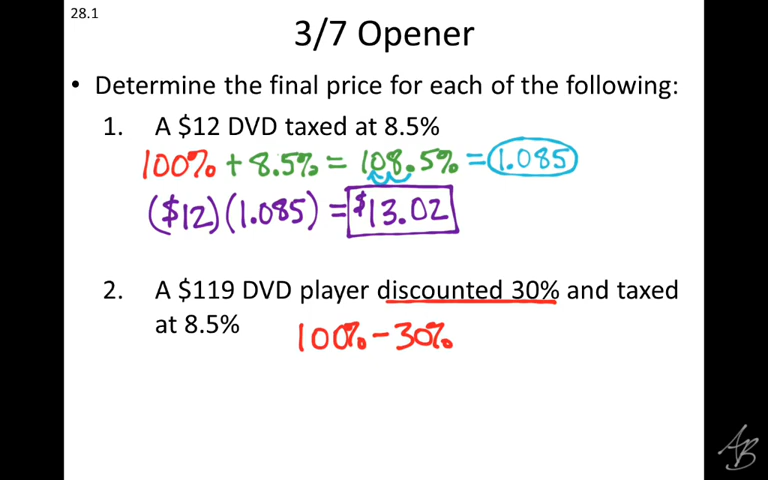 28.1
3/7 Opener
• Determine the final price for each of the following:
1. A $12 DVD taxed at 8.5%
100% + 8.5% = 108.5% = 1.085
($12)(1.085) = $13.02
2. A $119 DVD player discounted 30% and taxed
at 8.5%
100% - 30%
AB